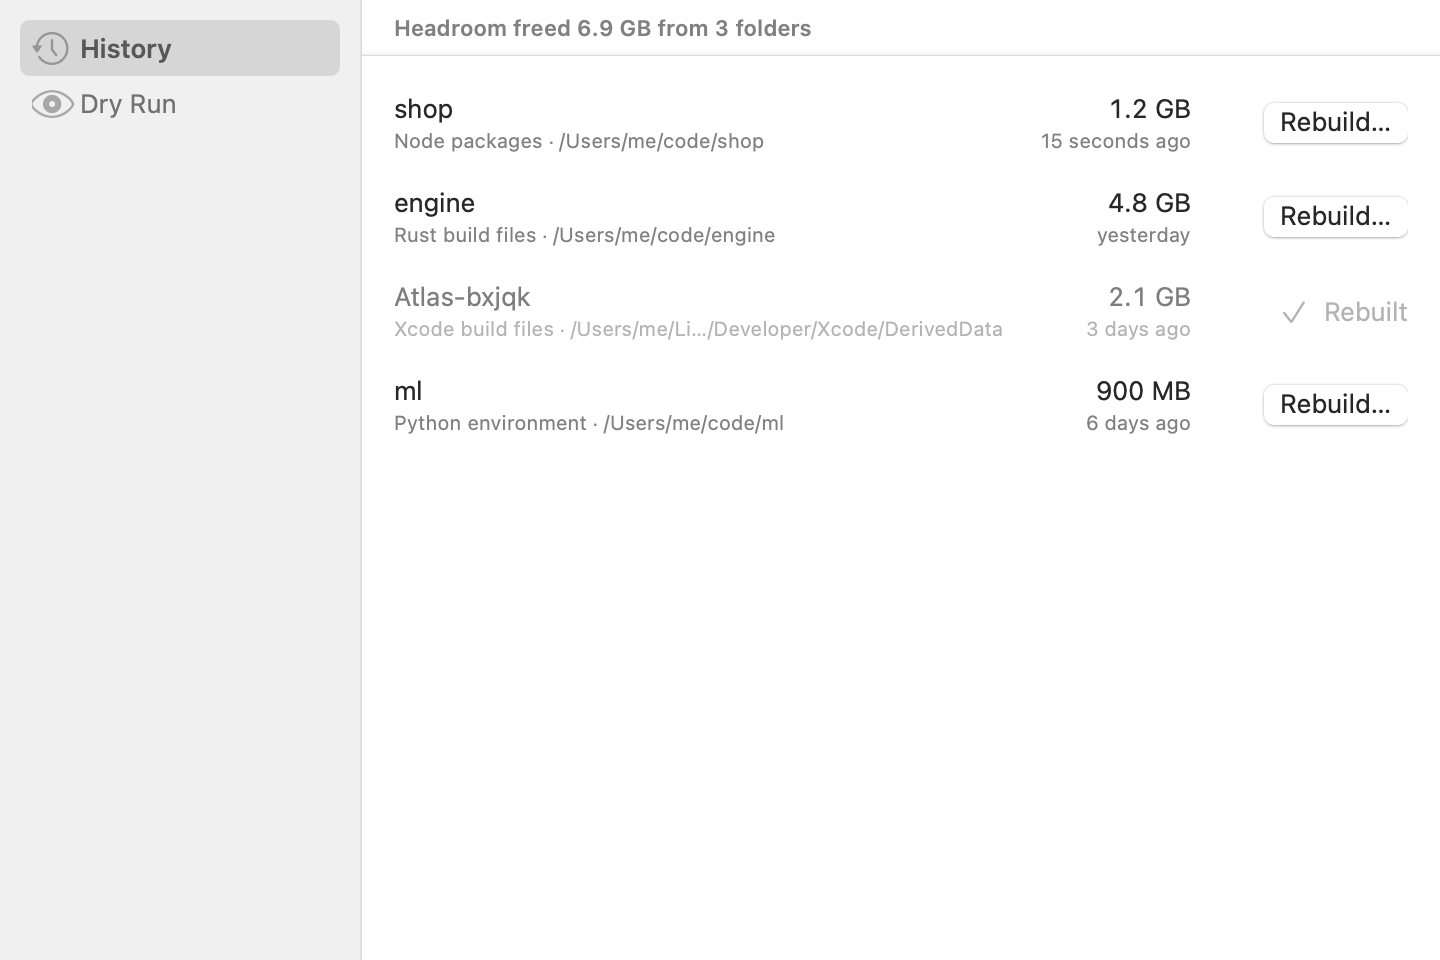 History
Dry Run
Headroom freed 6.9 GB from 3 folders
shop
1.2 GB
Rebuild...
Node packages · /Users/me/code/shop
15 seconds ago
engine
4.8 GB
Rebuild...
Rust build files · /Users/me/code/engine
yesterday
Atlas-bxjqk
2.1 GB
Rebuilt
Xcode build files · /Users/me/Li.../Developer/Xcode/DerivedData
3 days ago
ml
900 MB
Rebuild...
Python environment · /Users/me/code/ml
6 days ago